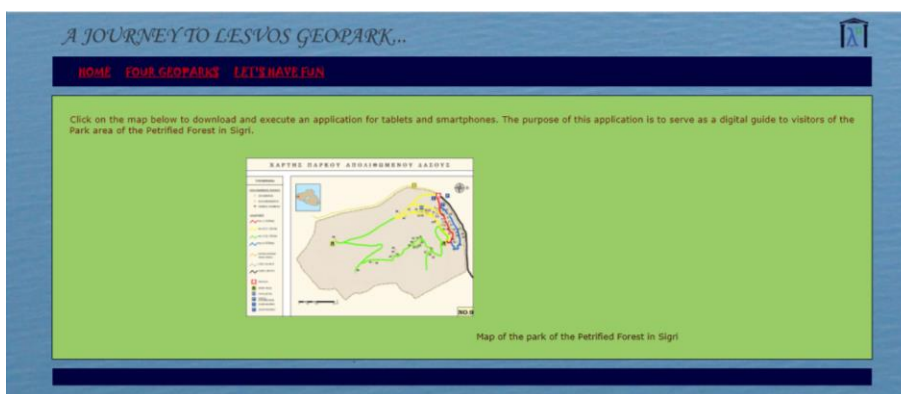 A JOURNEY TO LESVOS GEOPARK...
HOME FOUR GEOPARKS LET'S HAVE FUN
Click on the map below to download and execute an application for tablets and smartphones. The purpose of this application is to serve as a digital guide to visitors of the
Park area of the Petrified Forest in Sigri.
ΧΑΡΤΗΣ ΠΑΡΚΟΥ ΑΠΟΛΙΘΩΜΕΝΟΥ ΔΑΣΟΥΣ
Map of the park of the Petrified Forest in Sigri